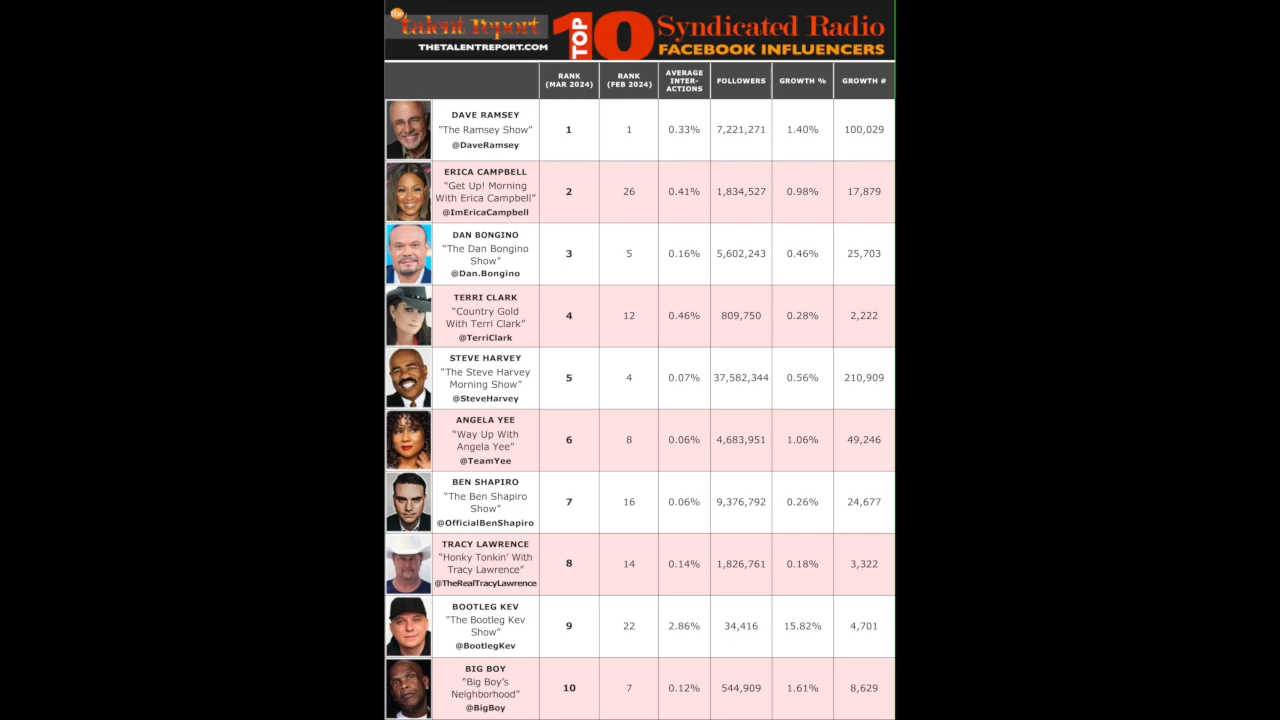 the
Talent Report
THETALENTREPORT.COM
TOP 10
Syndicated Radio
FACEBOOK INFLUENCERS
RANK (MAR 2024) RANK (FEB 2024) AVERAGE INTER-ACTIONS FOLLOWERS GROWTH % GROWTH #
DAVE RAMSEY
“The Ramsey Show” 1 1 0.33% 7,221,271 1.40% 100,029
@DaveRamsey
ERICA CAMPBELL
“Get Up! Morning
With Erica Campbell” 2 26 0.41% 1,834,527 0.98% 17,879
@ImEricaCampbell
DAN BONGINO
“The Dan Bongino
Show” 3 5 0.16% 5,602,243 0.46% 25,703
@Dan.Bongino
TERRI CLARK
“Country Gold
With Terri Clark” 4 12 0.46% 809,750 0.28% 2,222
@TerriClark
STEVE HARVEY
“The Steve Harvey
Morning Show” 5 4 0.07% 37,582,344 0.56% 210,909
@SteveHarvey
ANGELA YEE
“Way Up With
Angela Yee” 6 8 0.06% 4,683,951 1.06% 49,246
@TeamYee
BEN SHAPIRO
“The Ben Shapiro
Show” 7 16 0.06% 9,376,792 0.26% 24,677
@OfficialBenShapiro
TRACY LAWRENCE
“Honky Tonkin’ With
Tracy Lawrence” 8 14 0.14% 1,826,761 0.18% 3,322
@TheRealTracyLawrence
BOOTLEG KEV
“The Bootleg Kev
Show” 9 22 2.86% 34,416 15.82% 4,701
@BootlegKev
BIG BOY
“Big Boy’s
Neighborhood” 10 7 0.12% 544,909 1.61% 8,629
@BigBoy